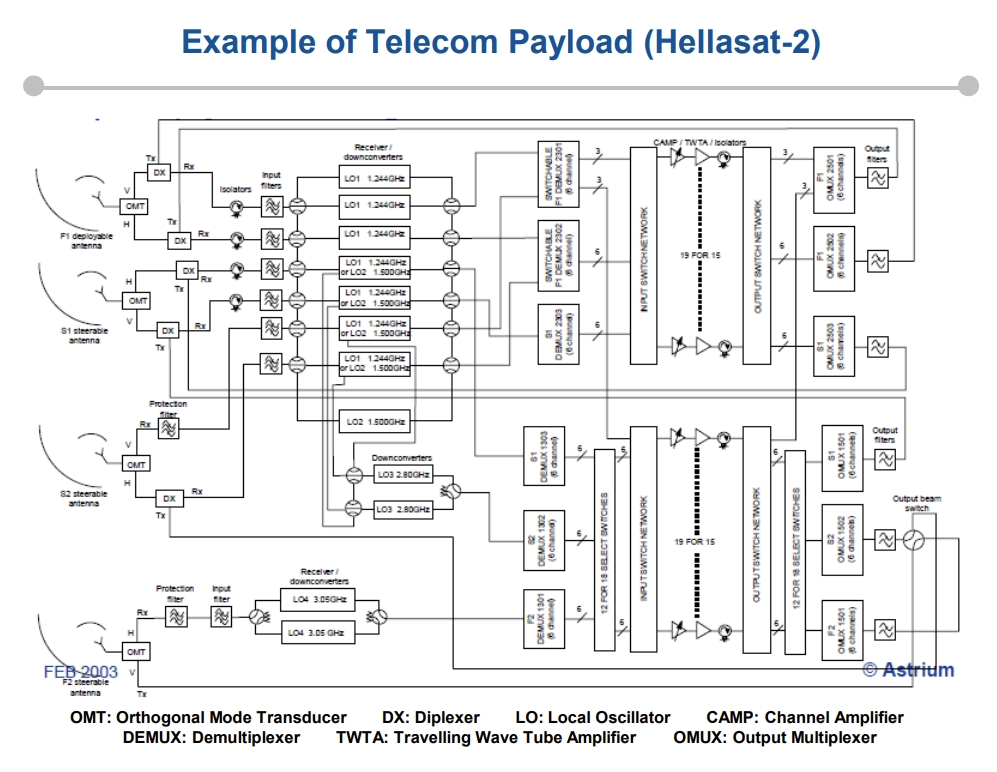 Example of Telecom Payload (Hellasat-2)
CAMP / TWTA / Isolators
Receiver /
downconverters
Output
filters
Tx
Rx
DX
Isolators
Input
filters
LO1 1.244GHz
LO1 1.244GHz
LO1 1.244GHz
V
OMT
H
Tx
DX
Rx
F1 deployable
antenna
SWITCHABLE
F1 DEMUX 2301
(6 channel)
3
3
INPUT SWITCH NETWORK
OUTPUT SWITCH NETWORK
3
3
F1
OMUX 2501
(6 channels)
DX
Rx
Tx
LO1 1.244GHz
or LO2 1.500GHz
LO1 1.244GHz
or LO2 1.500GHz
LO1 1.244GHz
or LO2 1.500GHz
LO1 1.244GHz
or LO2 1.500GHz
H
OMT
V
DX
Rx
Tx
S1 steerable
antenna
SWITCHABLE
F1 DEMUX 2302
(6 channel)
6
19 FOR 15
6
F1
OMUX 2502
(6 channels)
S1
DEMUX 2303
(6 channel)
6
6
S1
OMUX 2503
(6 channels)
Protection
filter
Rx
LO2 1.500GHz
V
OMT
H
DX
Rx
Tx
S2 steerable
antenna
Downconverters
LO3 2.80GHz
LO3 2.80GHz
S1
DEMUX 1303
(6 channel)
6
6
6
S1
OMUX 1501
(6 channels)
Output
filters
S2
DEMUX 1302
(6 channel)
6
12 FOR 18 SELECT SWITCHES
INPUT SWITCH NETWORK
19 FOR 15
OUTPUT SWITCH NETWORK
12 FOR 18 SELECT SWITCHES
S2
OMUX 1502
(6 channels)
Output beam
switch
Receiver /
downconverters
Protection
filter
Input
filter
LO4 3.05GHz
LO4 3.05 GHz
Rx
H
OMT
V
Tx
F2 steerable
antenna
F2
DEMUX 1301
(6 channel)
6
6
6
F2
OMUX 1501
(6 channels)
FEB 2003
© Astrium
OMT: Orthogonal Mode Transducer DX: Diplexer LO: Local Oscillator CAMP: Channel Amplifier
DEMUX: Demultiplexer TWTA: Travelling Wave Tube Amplifier OMUX: Output Multiplexer